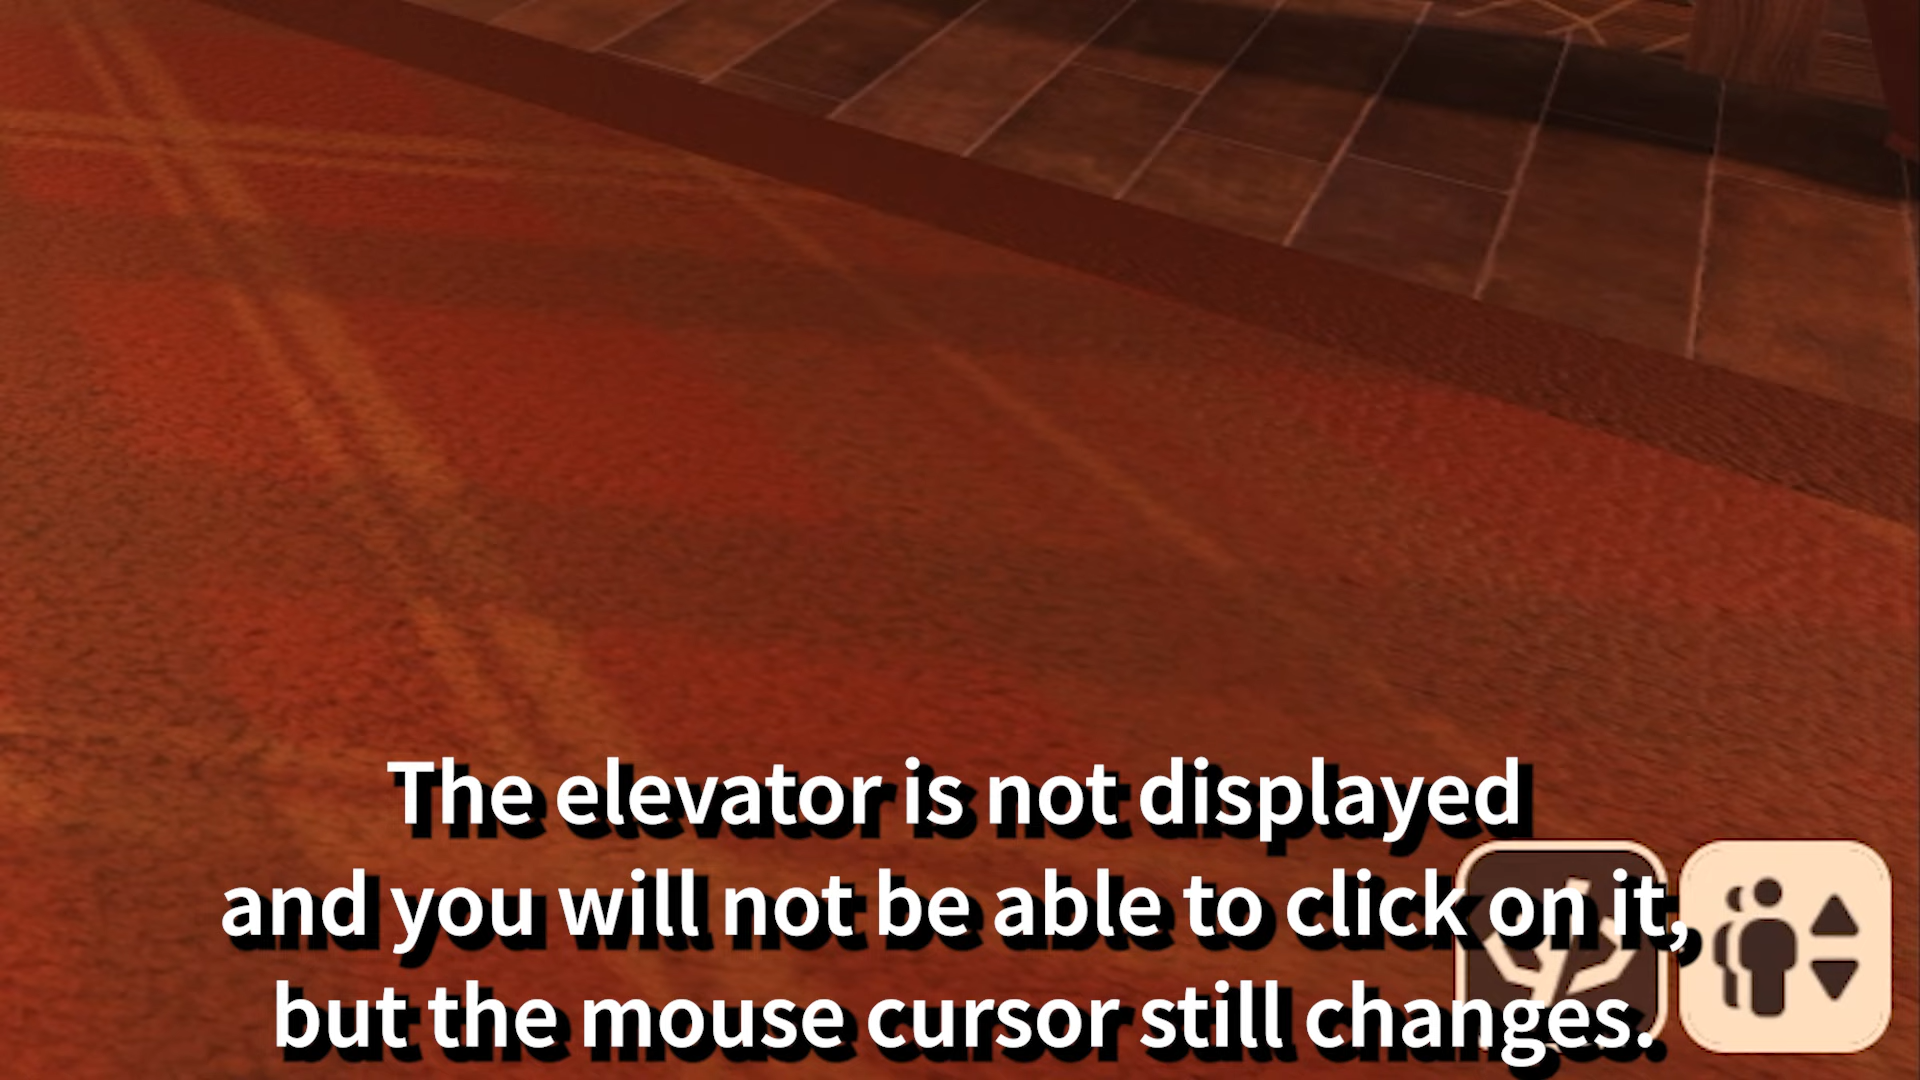 The elevator is not displayed
and you will not be able to click on it,
but the mouse cursor still changes.